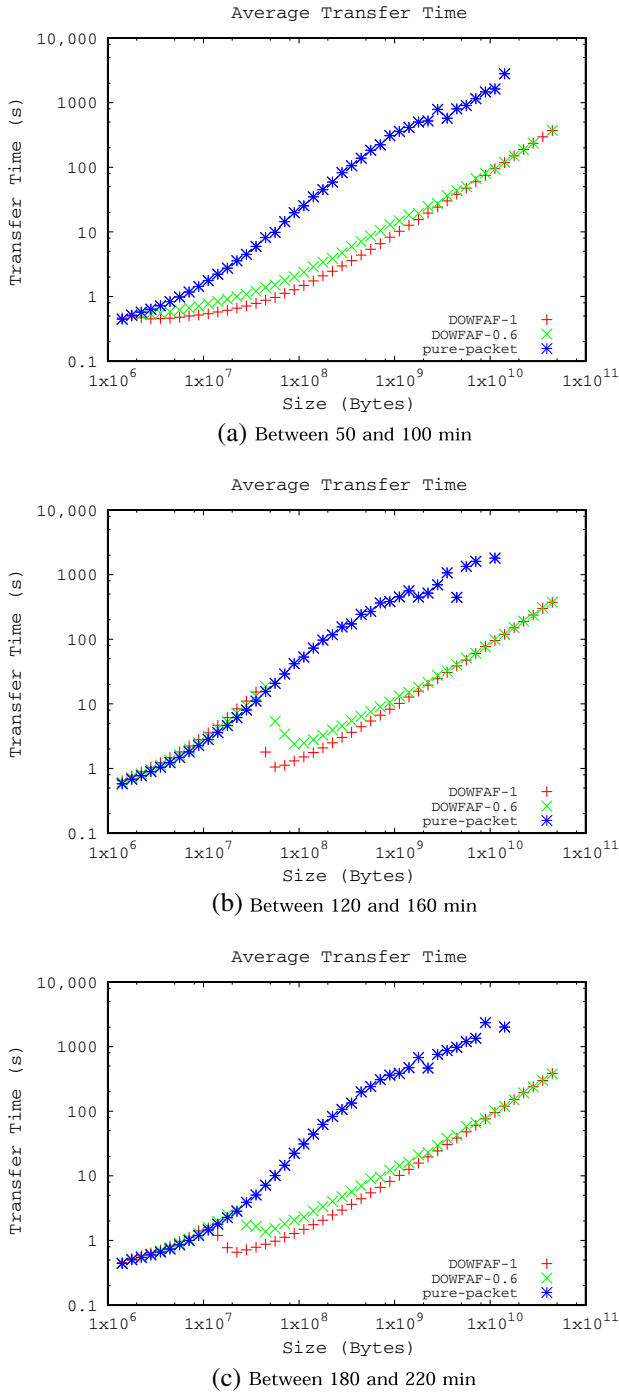 Average Transfer Time
10,000
1000
100
10
1
0.1
Transfer Time (s)
DOWFAF-1
DOWFAF-0.6
pure-packet
1x10^6 1x10^7 1x10^8 1x10^9 1x10^10 1x10^11
Size (Bytes)
(a) Between 50 and 100 min
Average Transfer Time
10,000
1000
100
10
1
0.1
Transfer Time (s)
DOWFAF-1
DOWFAF-0.6
pure-packet
1x10^6 1x10^7 1x10^8 1x10^9 1x10^10 1x10^11
Size (Bytes)
(b) Between 120 and 160 min
Average Transfer Time
10,000
1000
100
10
1
0.1
Transfer Time (s)
DOWFAF-1
DOWFAF-0.6
pure-packet
1x10^6 1x10^7 1x10^8 1x10^9 1x10^10 1x10^11
Size (Bytes)
(c) Between 180 and 220 min